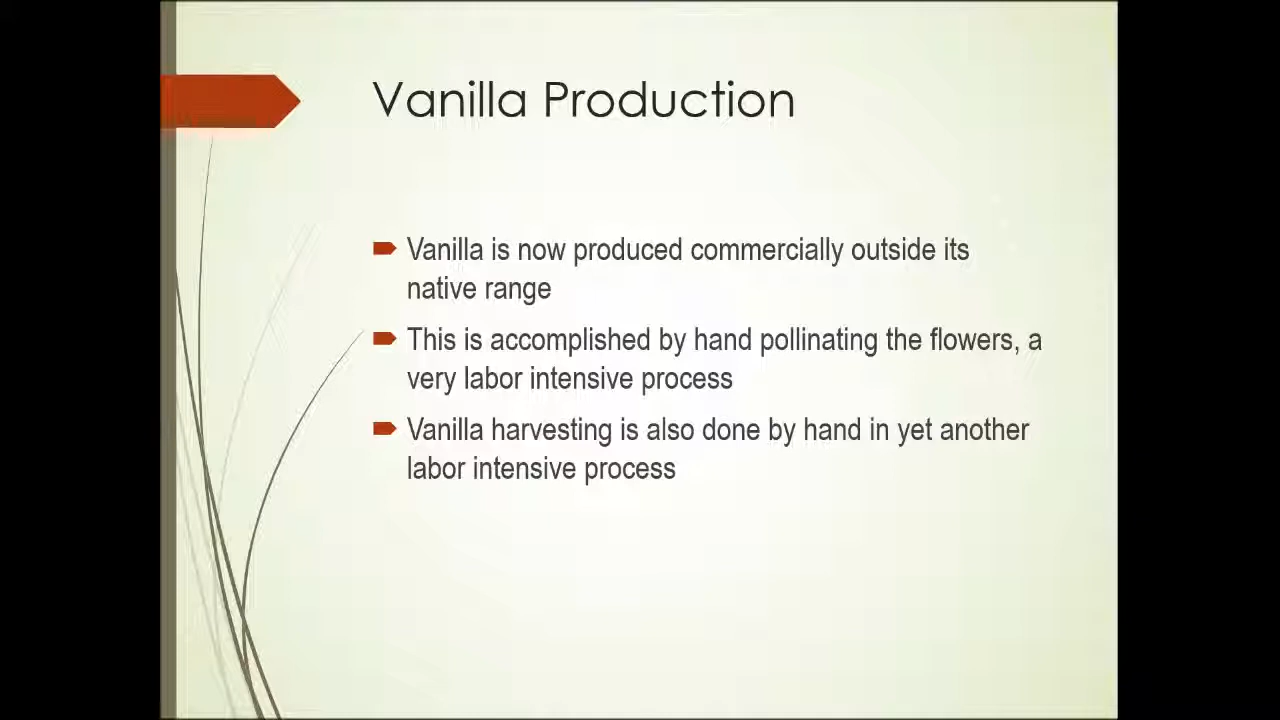 Vanilla Production
Vanilla is now produced commercially outside its
native range
This is accomplished by hand pollinating the flowers, a
very labor intensive process
Vanilla harvesting is also done by hand in yet another
labor intensive process